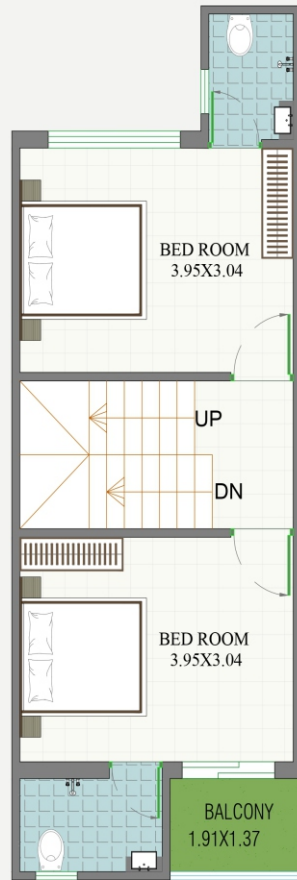 BED ROOM
3.95X3.04
UP
DN
BED ROOM
3.95X3.04
BALCONY
1.91X1.37